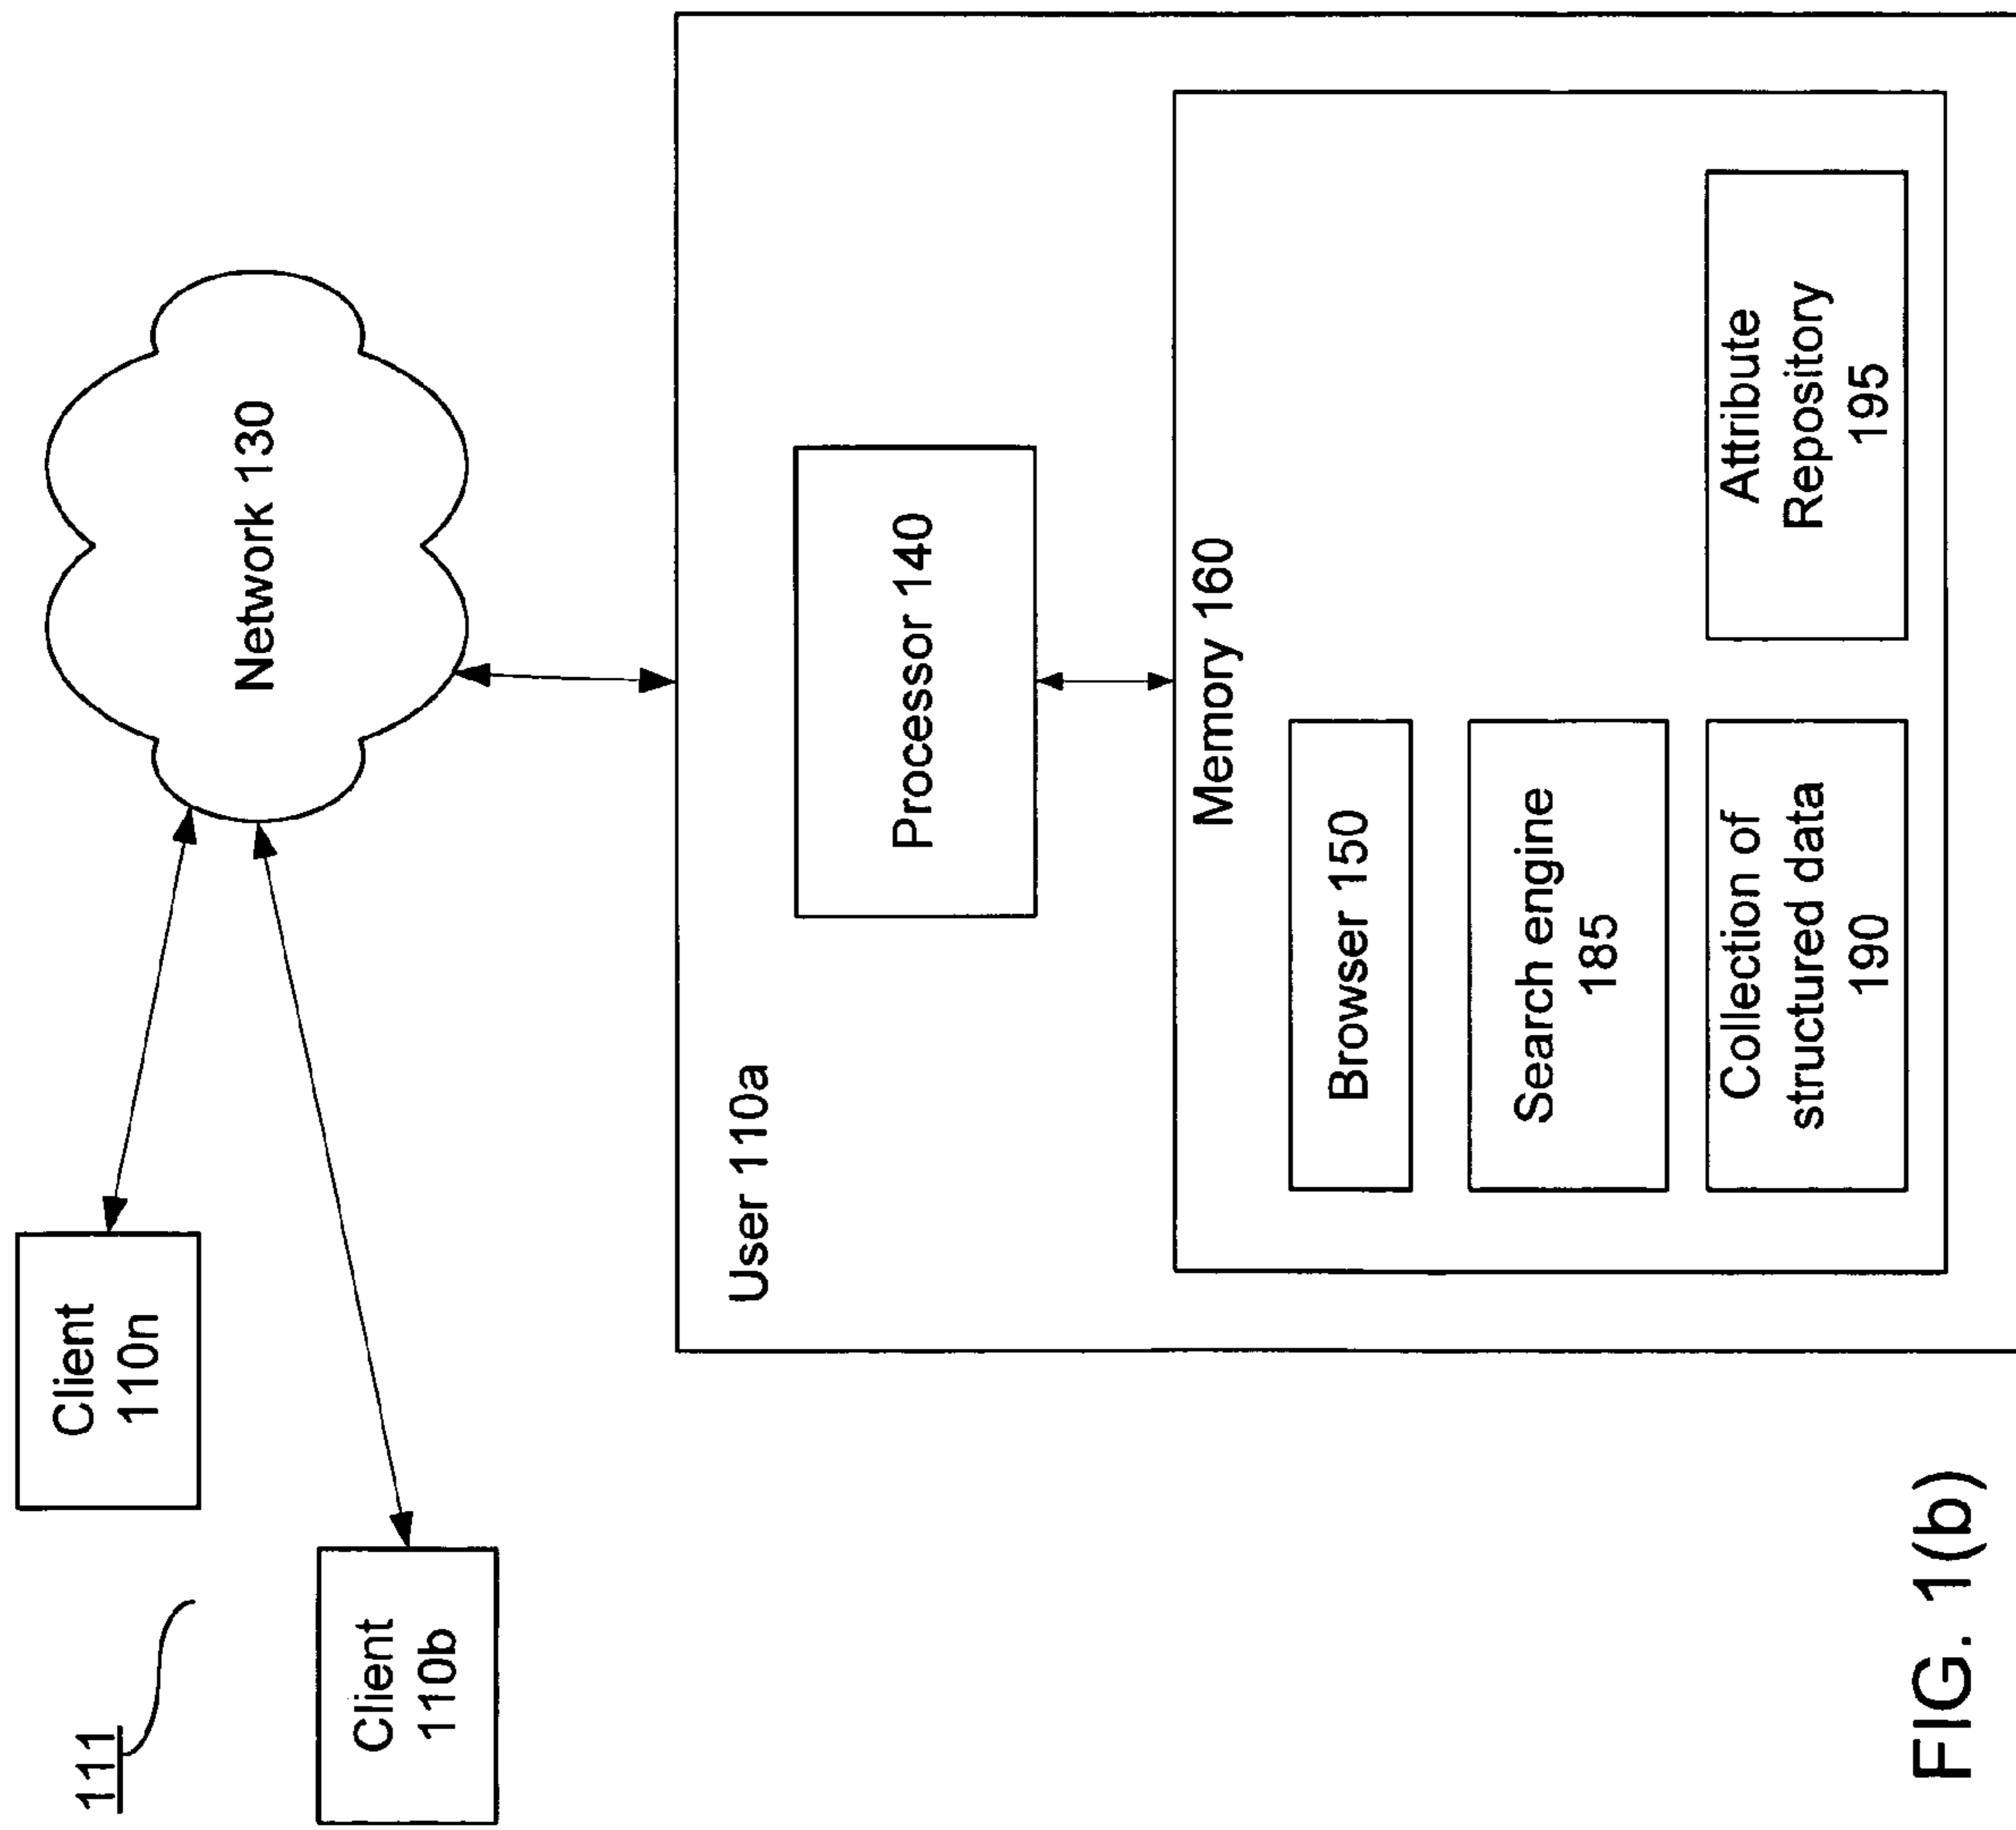 111
Client
110n
Client
110b
Network 130
User 110a
Processor 140
Memory 160
Browser 150
Search engine
185
Collection of
structured data
190
Attribute
Repository
195
FIG. 1(b)